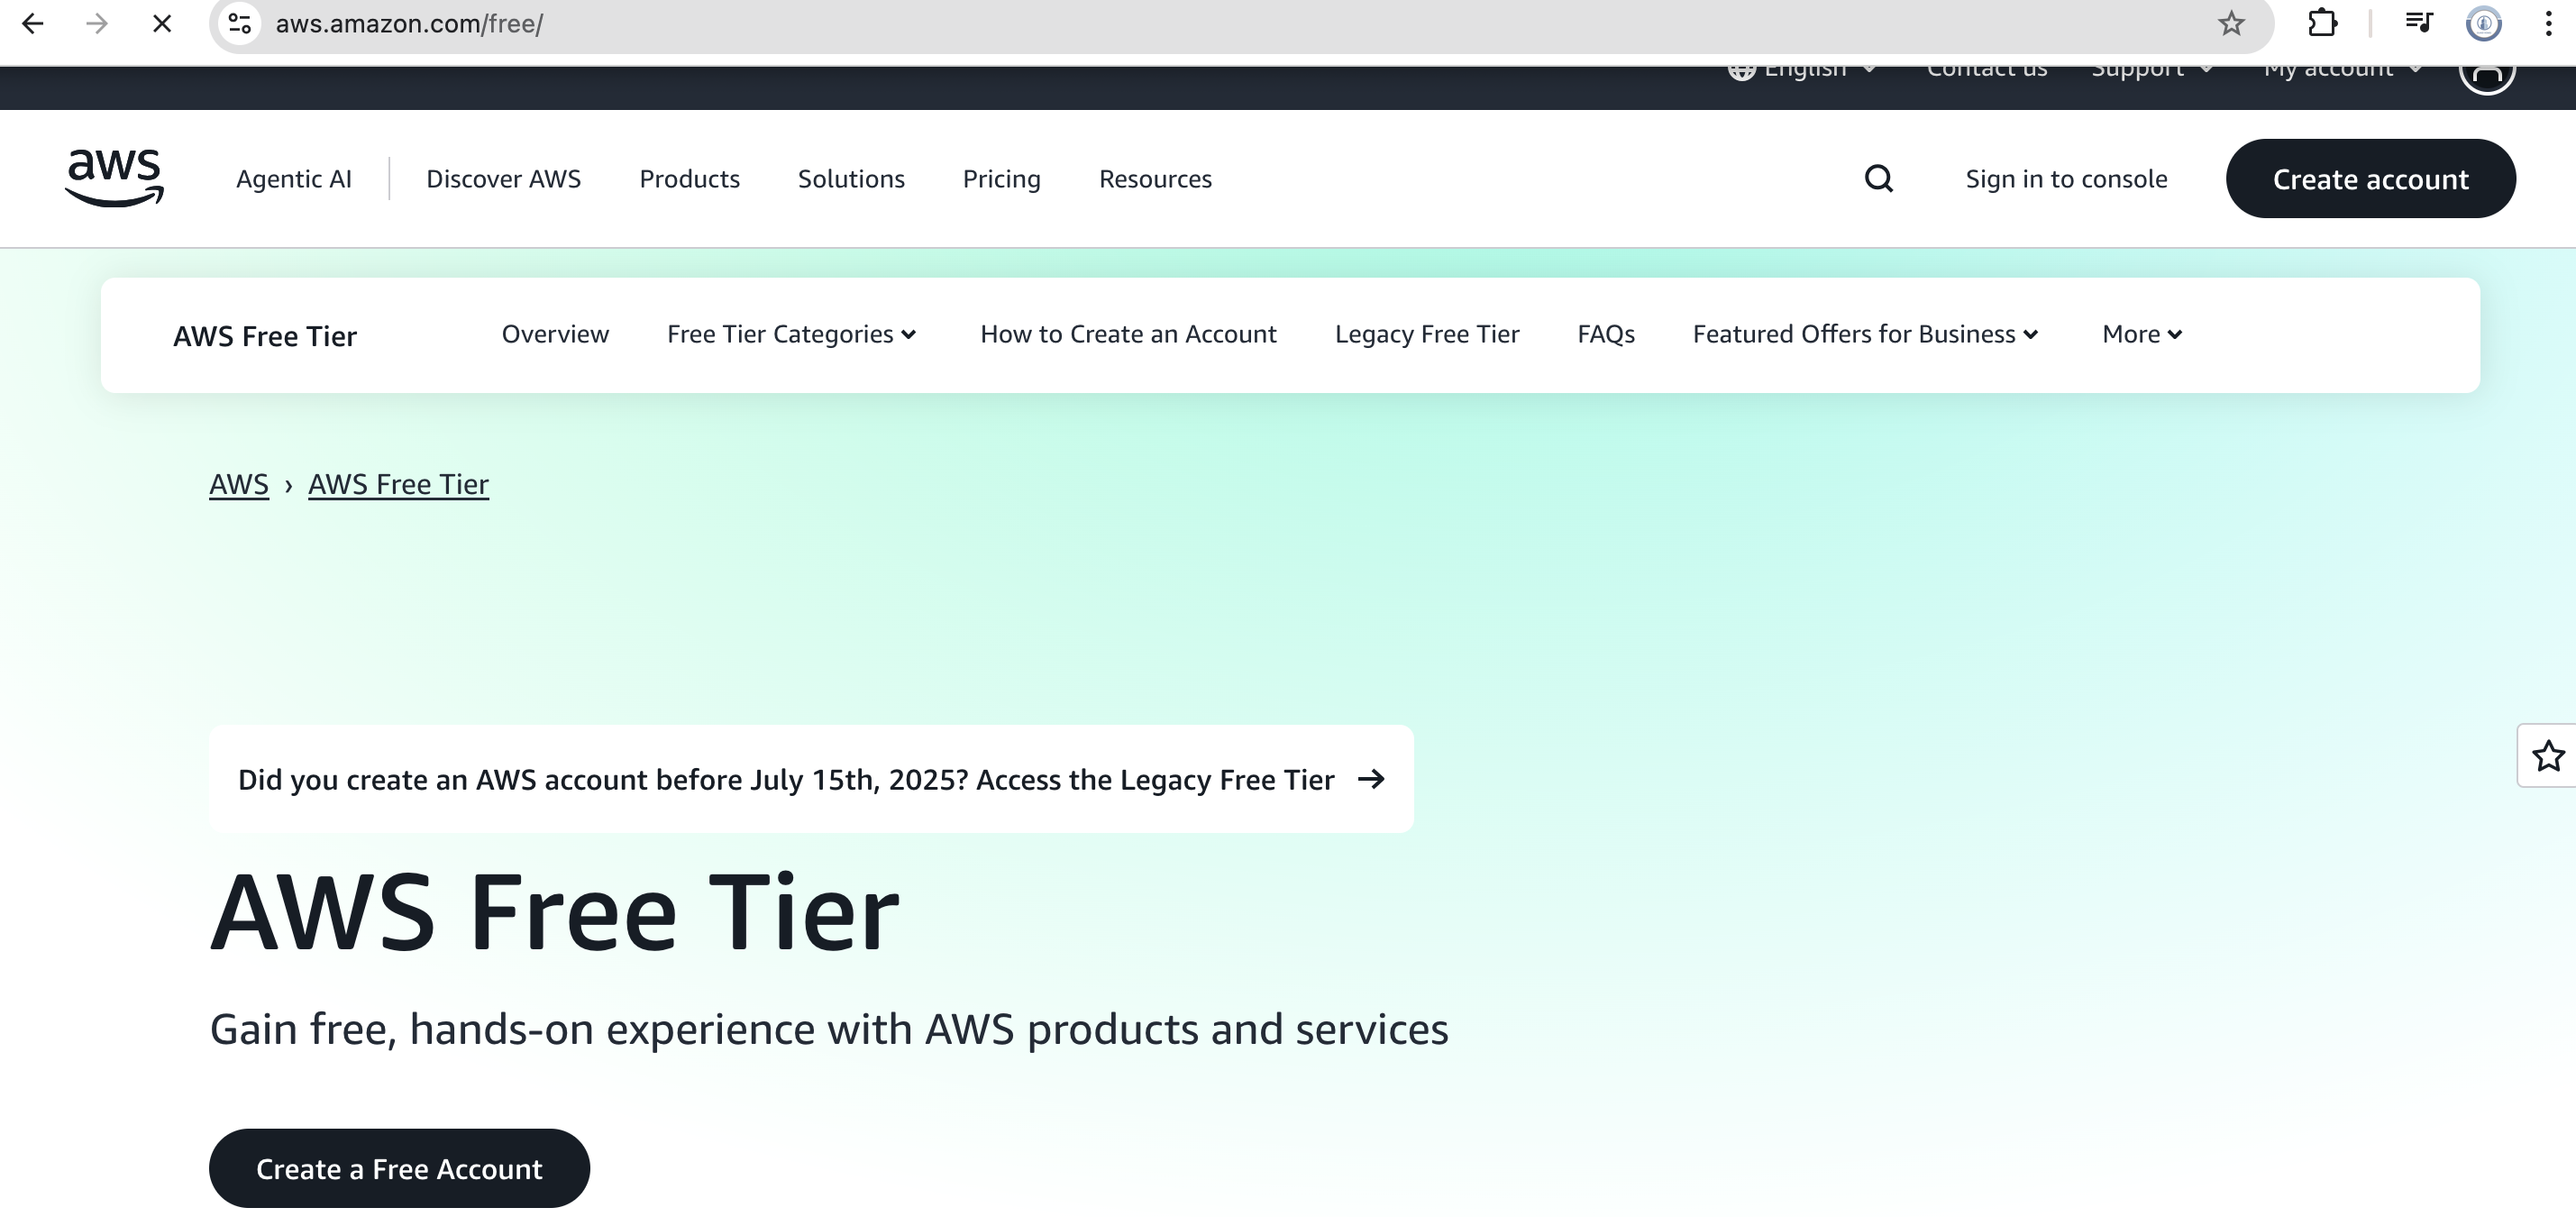 aws.amazon.com/free/
English Contact us Support My account
aws Agentic AI Discover AWS Products Solutions Pricing Resources Sign in to console Create account
AWS Free Tier Overview Free Tier Categories How to Create an Account Legacy Free Tier FAQs Featured Offers for Business More
AWS › AWS Free Tier
Did you create an AWS account before July 15th, 2025? Access the Legacy Free Tier →
AWS Free Tier
Gain free, hands-on experience with AWS products and services
Create a Free Account